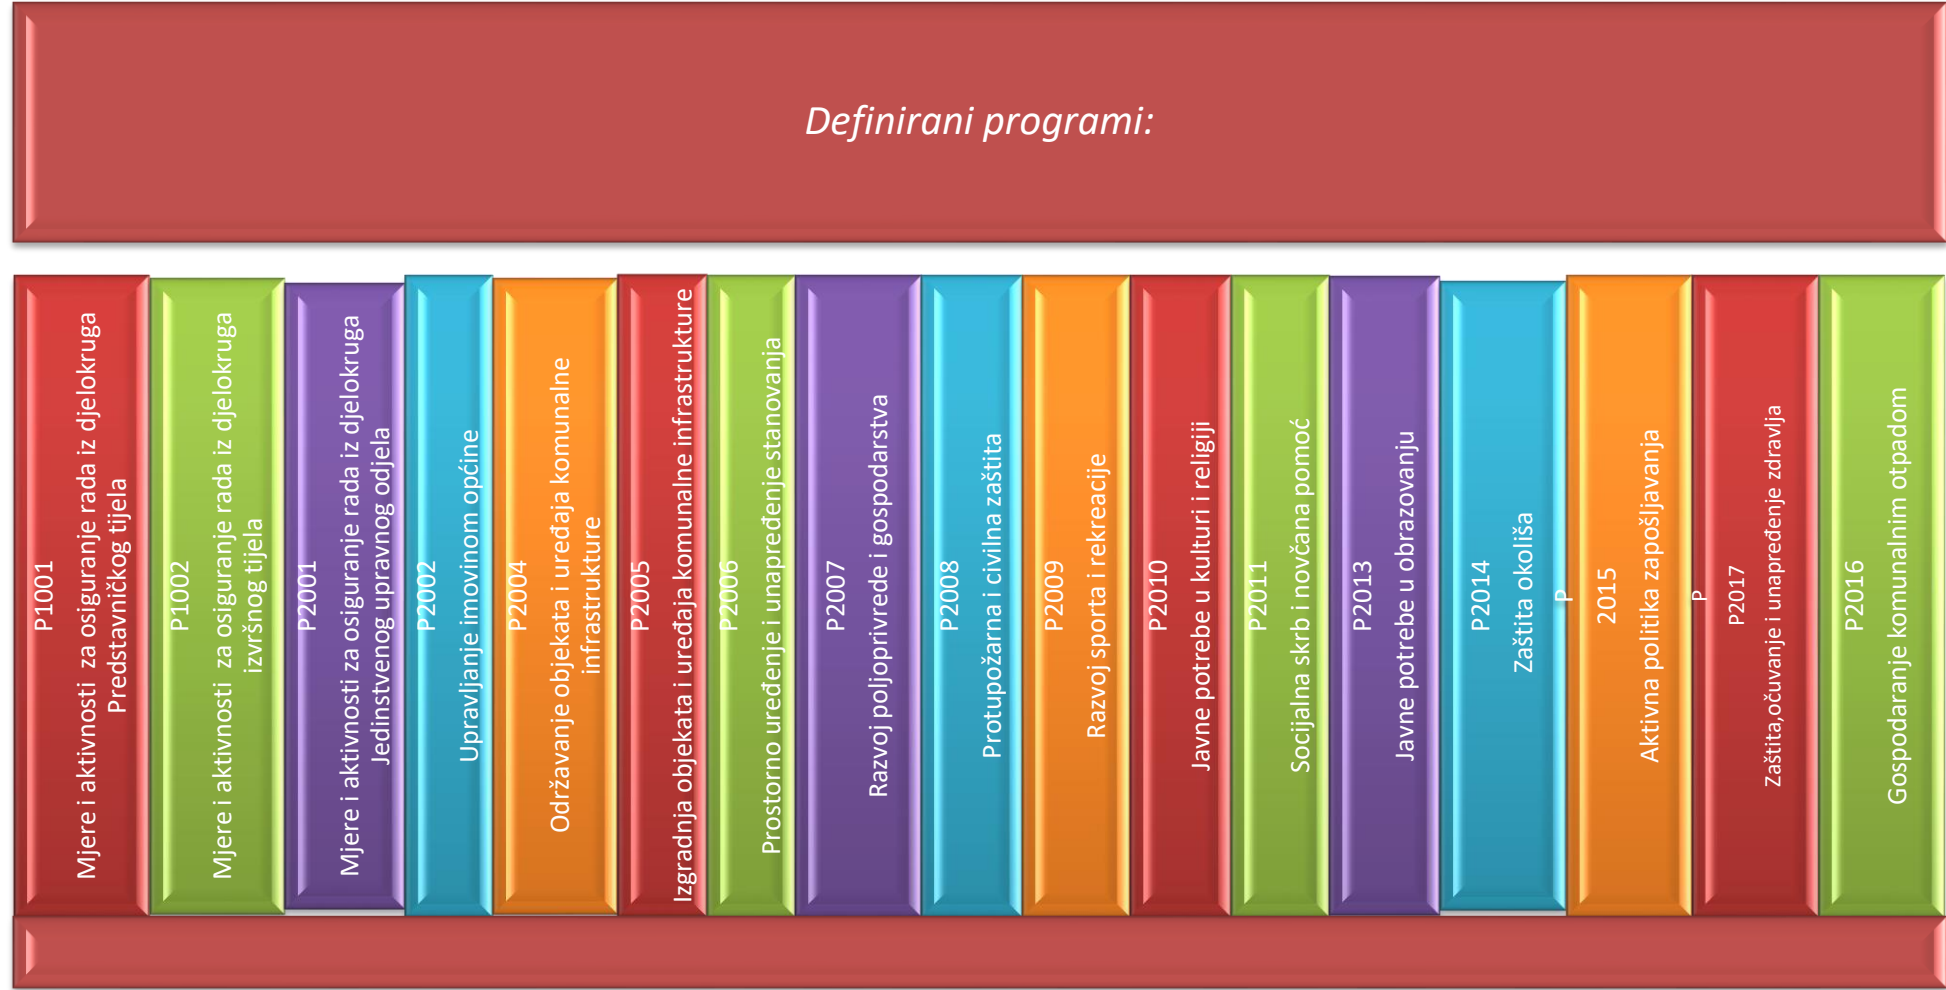 Definirani programi:
P1001
Mjere i aktivnosti  za osiguranje rada iz djelokruga
Predstavničkog tijela
P1002
Mjere i aktivnosti  za osiguranje rada iz djelokruga
izvršnog tijela
P2001
Mjere i aktivnosti za osiguranje rada iz djelokruga
Jedinstvenog upravnog odjela
P2002
Upravljanje imovinom općine
P2004
Održavanje objekata i uređaja komunalne
infrastrukture
P2005
Izgradnja objekata i uređaja komunalne infrastrukture
P2006
Prostorno uređenje i unapređenje stanovanja
P2007
Razvoj poljoprivrede i gospodarstva
P2008
Protupožarna i civilna zaštita
P2009
Razvoj sporta i rekreacije
P2010
Javne potrebe u kulturi i religiji
P2011
Socijalna skrb i novčana pomoć
P2013
Javne potrebe u obrazovanju
P2014
Zaštita okoliša
P
2015
Aktivna politika zapošljavanja
P
P2017
Zaštita,očuvanje i unapređenje zdravlja
P2016
Gospodaranje komunalnim otpadom